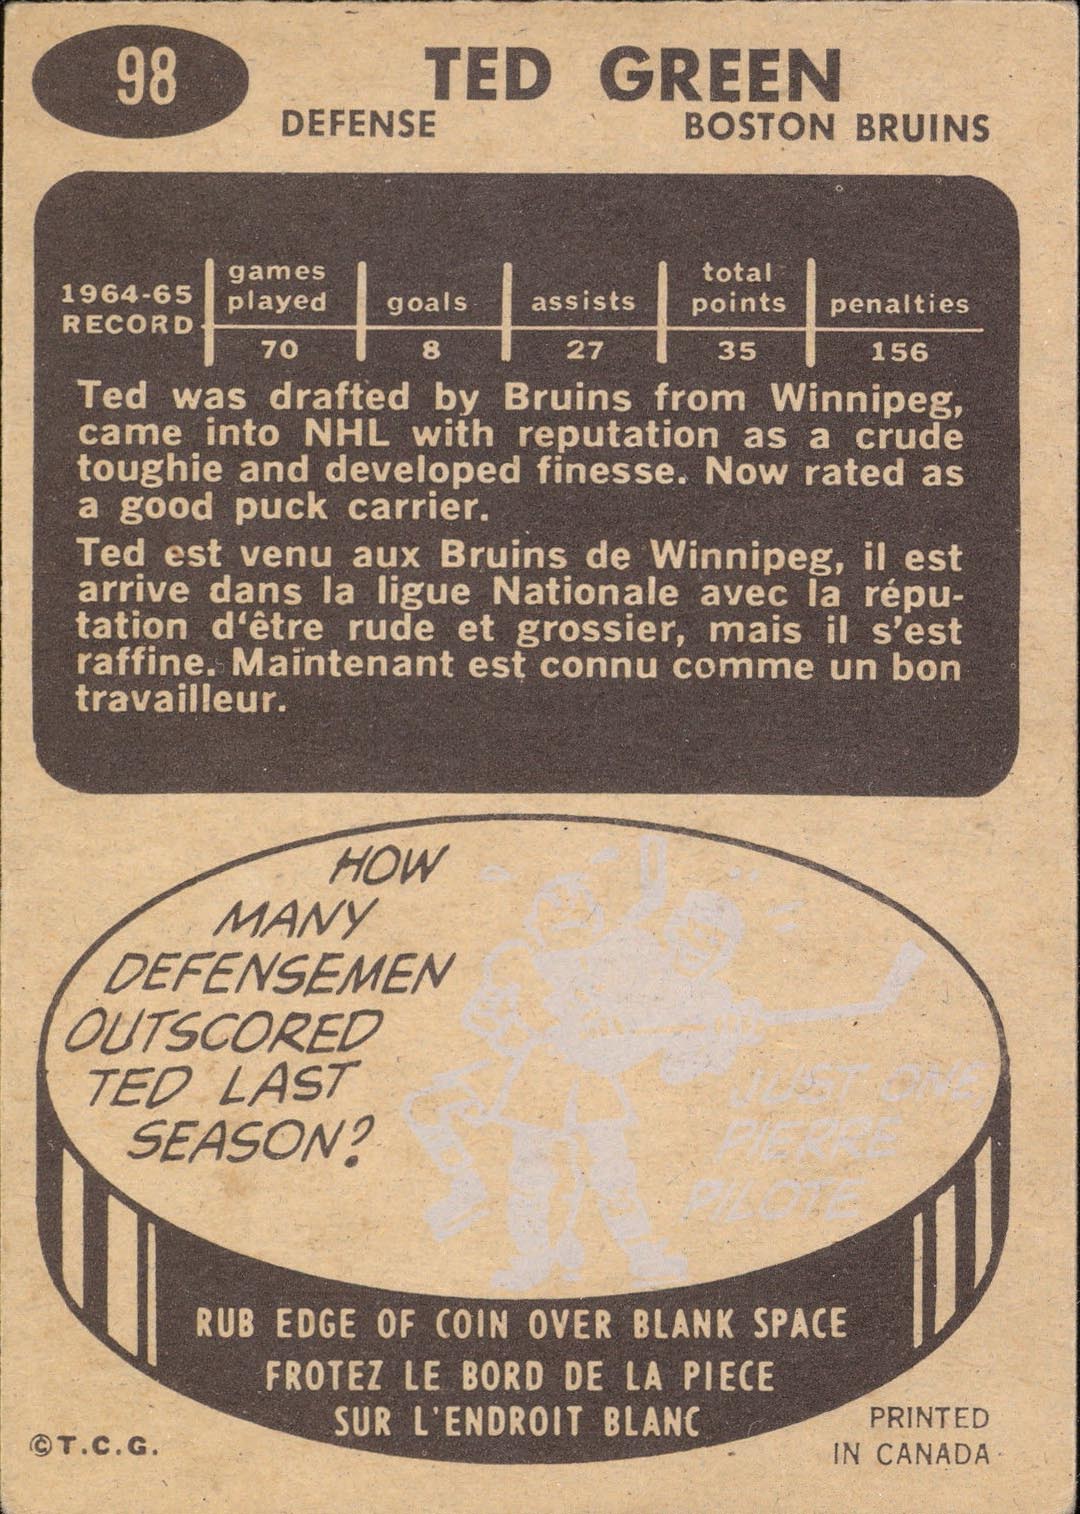 98
TED GREEN
DEFENSE BOSTON BRUINS
1964-65 RECORD
games played goals assists total points penalties
70 8 27 35 156
Ted was drafted by Bruins from Winnipeg,
came into NHL with reputation as a crude
toughie and developed finesse. Now rated as
a good puck carrier.
Ted est venu aux Bruins de Winnipeg, il est
arrive dans la ligue Nationale avec la répu-
tation d'être rude et grossier, mais il s'est
raffine. Maintenant est connu comme un bon
travailleur.
HOW
MANY
DEFENSEMEN
OUTSCORED
TED LAST
SEASON?
JUST ONE,
PIERRE
PILOTE
RUB EDGE OF COIN OVER BLANK SPACE
FROTEZ LE BORD DE LA PIECE
SUR L'ENDROIT BLANC
©T.C.G.
PRINTED
IN CANADA